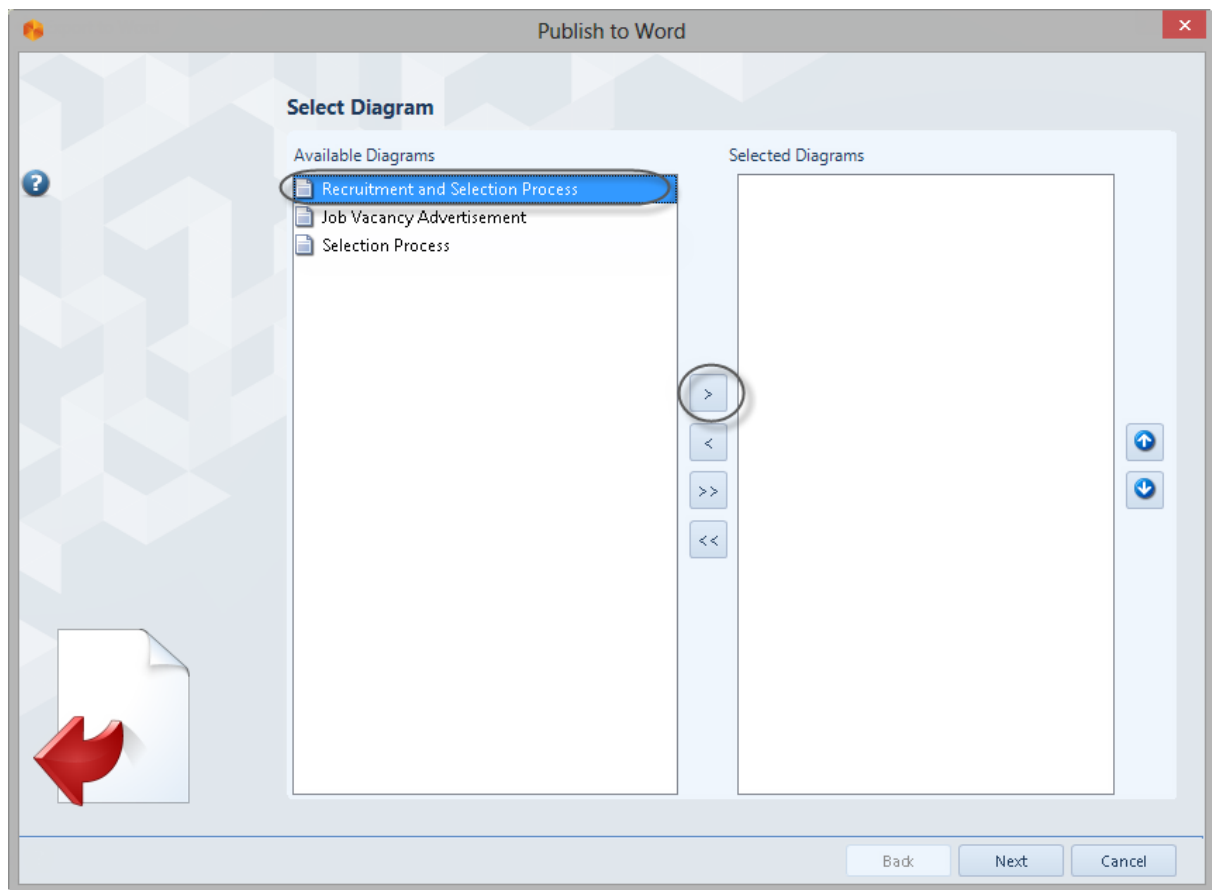 Publish to Word
Select Diagram
Available Diagrams
Selected Diagrams
Recruitment and Selection Process
Job Vacancy Advertisement
Selection Process
>
<
>>
<<
Back
Next
Cancel